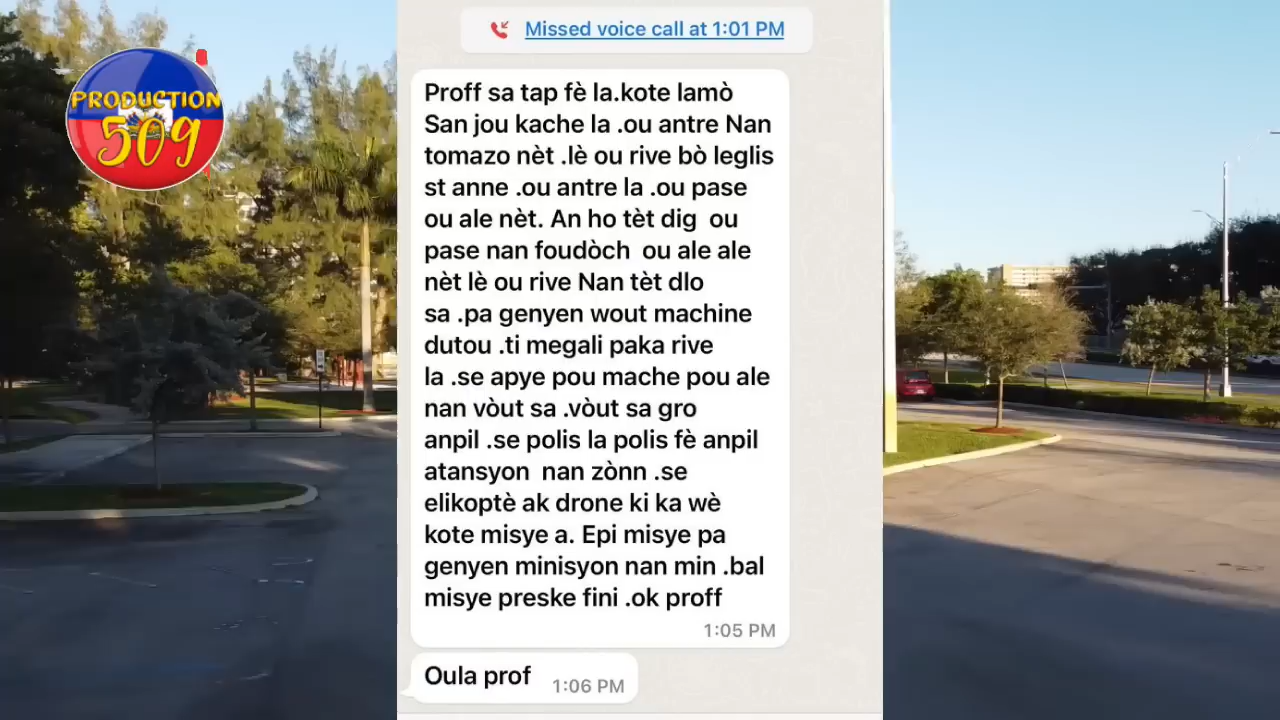 PRODUCTION
509
Missed voice call at 1:01 PM
Proff sa tap fè la.kote lamò
San jou kache la .ou antre Nan
tomazo nèt .lè ou rive bò leglis
st anne .ou antre la .ou pase
ou ale nèt. An ho tèt dig ou
pase nan foudòch ou ale ale
nèt lè ou rive Nan tèt dlo
sa .pa genyen wout machine
dutou .ti megali paka rive
la .se apye pou mache pou ale
nan vòut sa .vòut sa gro
anpil .se polis la polis fè anpil
atansyon nan zònn .se
elikoptè ak drone ki ka wè
kote misye a. Epi misye pa
genyen minisyon nan min .bal
misye preske fini .ok proff
1:05 PM
Oula prof
1:06 PM